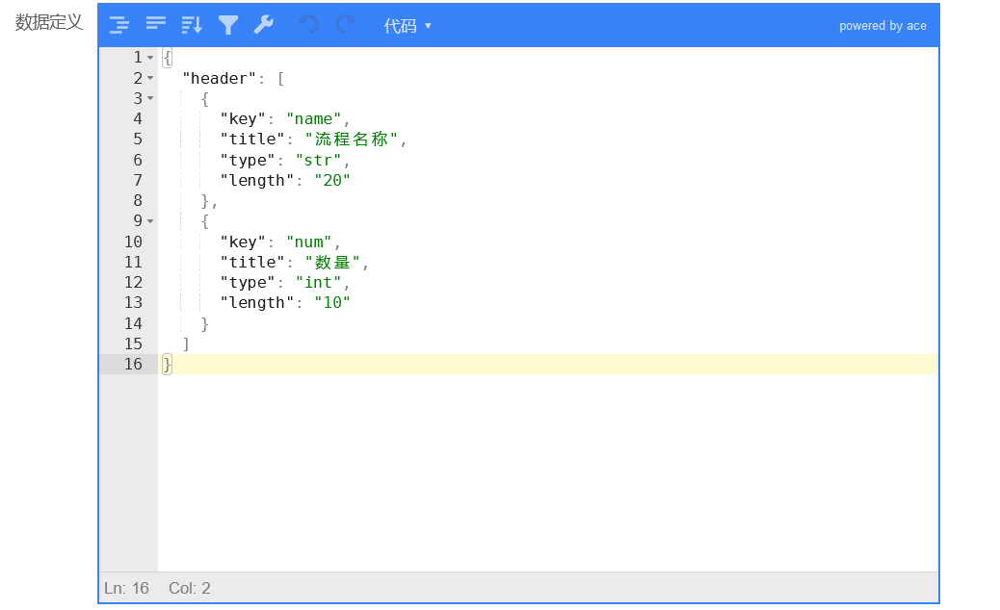 数据定义
代码
powered by ace
1 {
2 "header": [
3 {
4 "key": "name",
5 "title": "流程名称",
6 "type": "str",
7 "length": "20"
8 },
9 {
10 "key": "num",
11 "title": "数量",
12 "type": "int",
13 "length": "10"
14 }
15 ]
16 }
Ln: 16 Col: 2